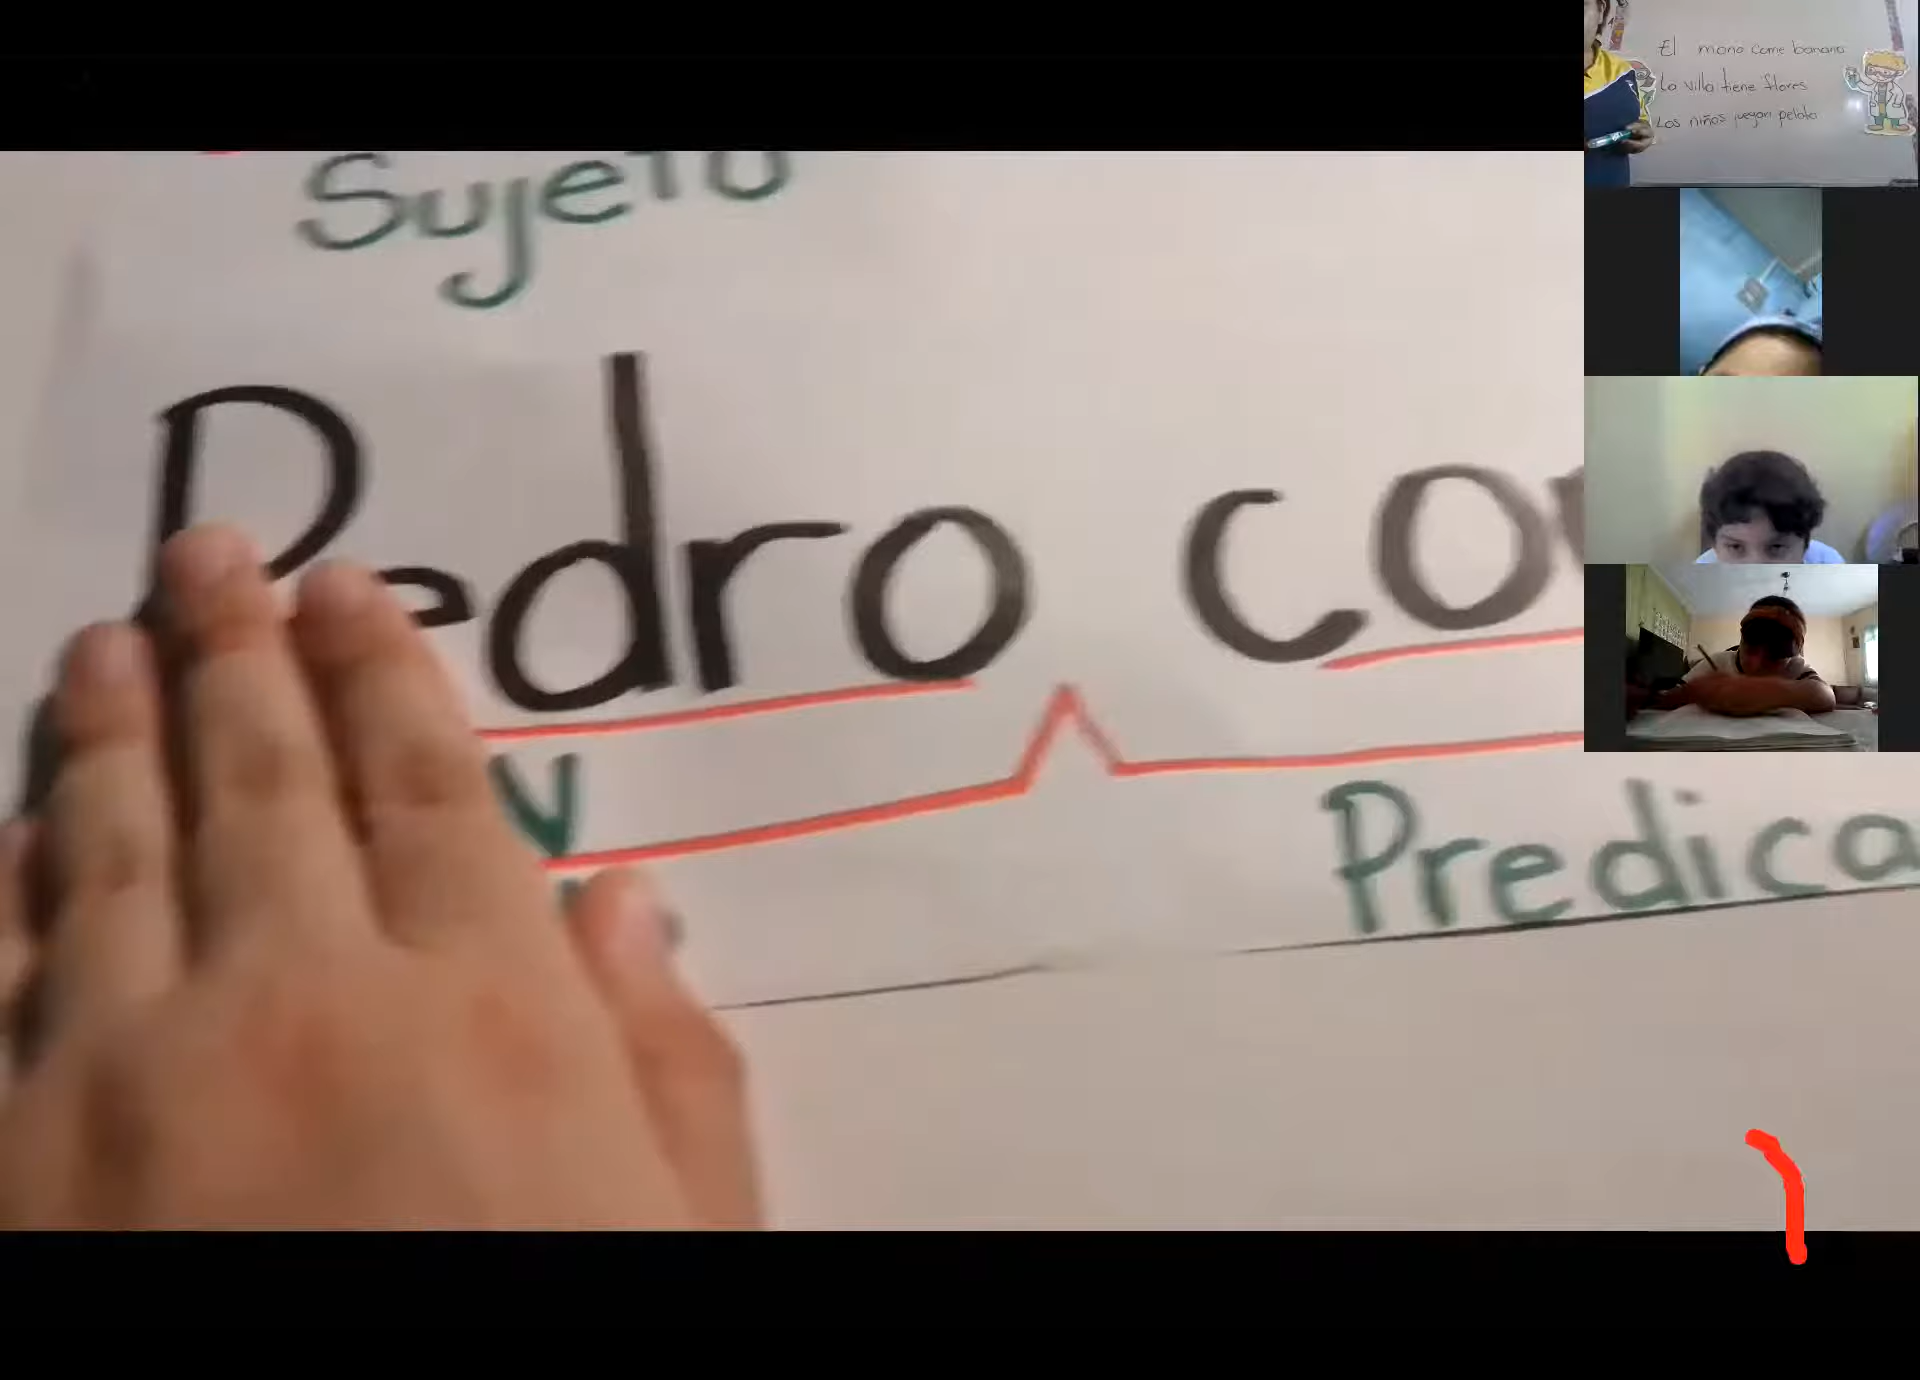 Sujeto
Pedro co
V
Predica
El mono come banano
La villa tiene flores
Los niños juegan pelota